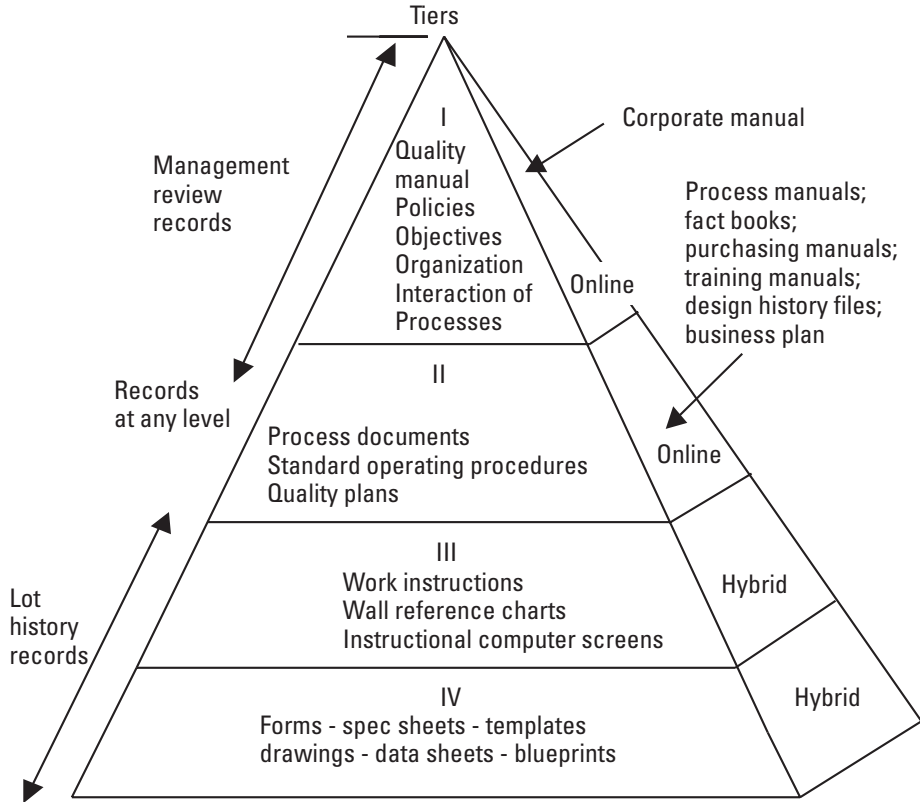 Tiers
I
Quality
manual
Policies
Objectives
Organization
Interaction of
Processes
Management
review
records
Corporate manual
Process manuals;
fact books;
purchasing manuals;
training manuals;
design history files;
business plan
Online
Records
at any level
II
Process documents
Standard operating procedures
Quality plans
Online
Lot
history
records
III
Work instructions
Wall reference charts
Instructional computer screens
Hybrid
IV
Forms - spec sheets - templates
drawings - data sheets - blueprints
Hybrid